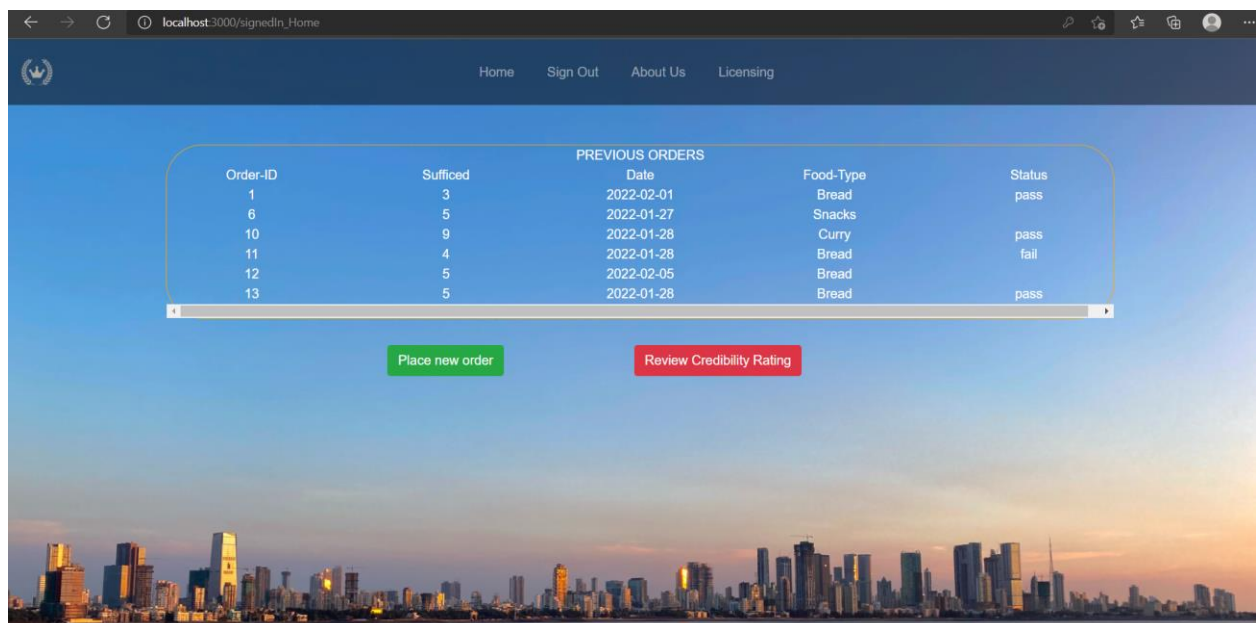 localhost:3000/signedIn_Home
Home Sign Out About Us Licensing
PREVIOUS ORDERS
Order-ID Sufficed Date Food-Type Status
1 3 2022-02-01 Bread pass
6 5 2022-01-27 Snacks
10 9 2022-01-28 Curry pass
11 4 2022-01-28 Bread fail
12 5 2022-02-05 Bread
13 5 2022-01-28 Bread pass
Place new order Review Credibility Rating